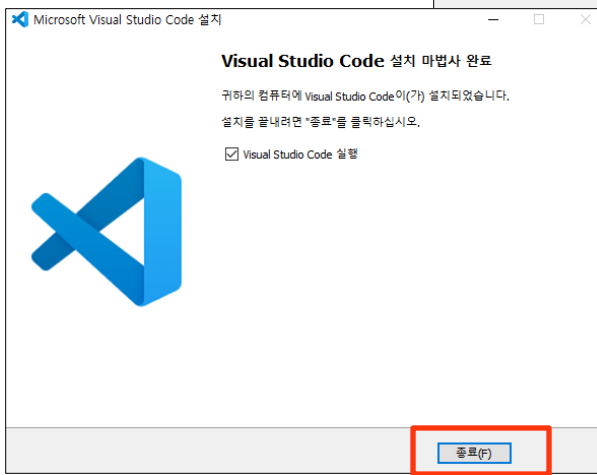 Microsoft Visual Studio Code 설치
Visual Studio Code 설치 마법사 완료
귀하의 컴퓨터에 Visual Studio Code이(가) 설치되었습니다.
설치를 끝내려면 "종료"를 클릭하십시오.
Visual Studio Code 실행
종료(F)